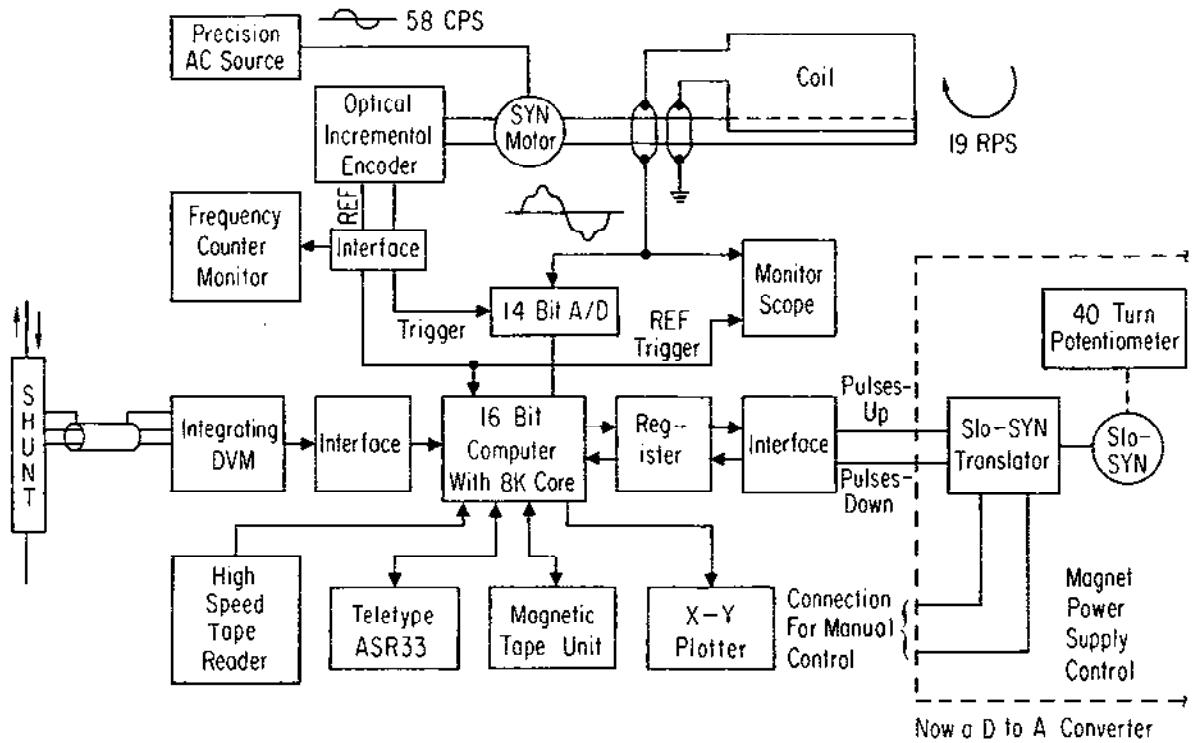 58 CPS
Precision
AC Source
Coil
Optical
Incremental
Encoder
SYN
Motor
19 RPS
REF
Frequency
Counter
Monitor
Interface
Monitor
Scope
14 Bit A/D
Trigger
REF
Trigger
40 Turn
Potentiometer
SHUNT
Integrating
DVM
Interface
16 Bit
Computer
With 8K Core
Reg-
ister
Interface
Pulses-
Up
Pulses-
Down
Slo-SYN
Translator
Slo-
SYN
High
Speed
Tape
Reader
Teletype
ASR33
Magnetic
Tape Unit
X-Y
Plotter
Connection
For Manual
Control
Magnet
Power
Supply
Control
Now a D to A Converter